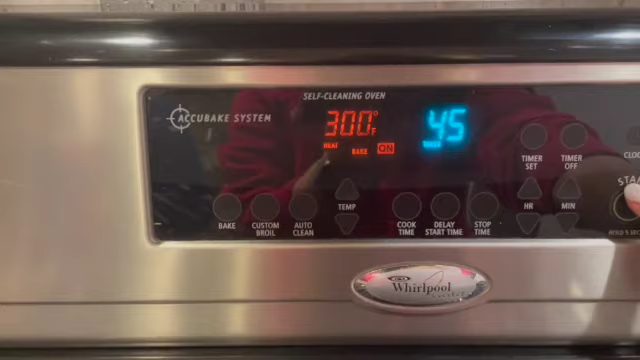 SELF-CLEANING OVEN
ACCUBAKE SYSTEM
300°F
HEAT BAKE ON
45
TIMER SET
TIMER OFF
BAKE
CUSTOM BROIL
AUTO CLEAN
TEMP
COOK TIME
DELAY START TIME
STOP TIME
HR
MIN
Whirlpool